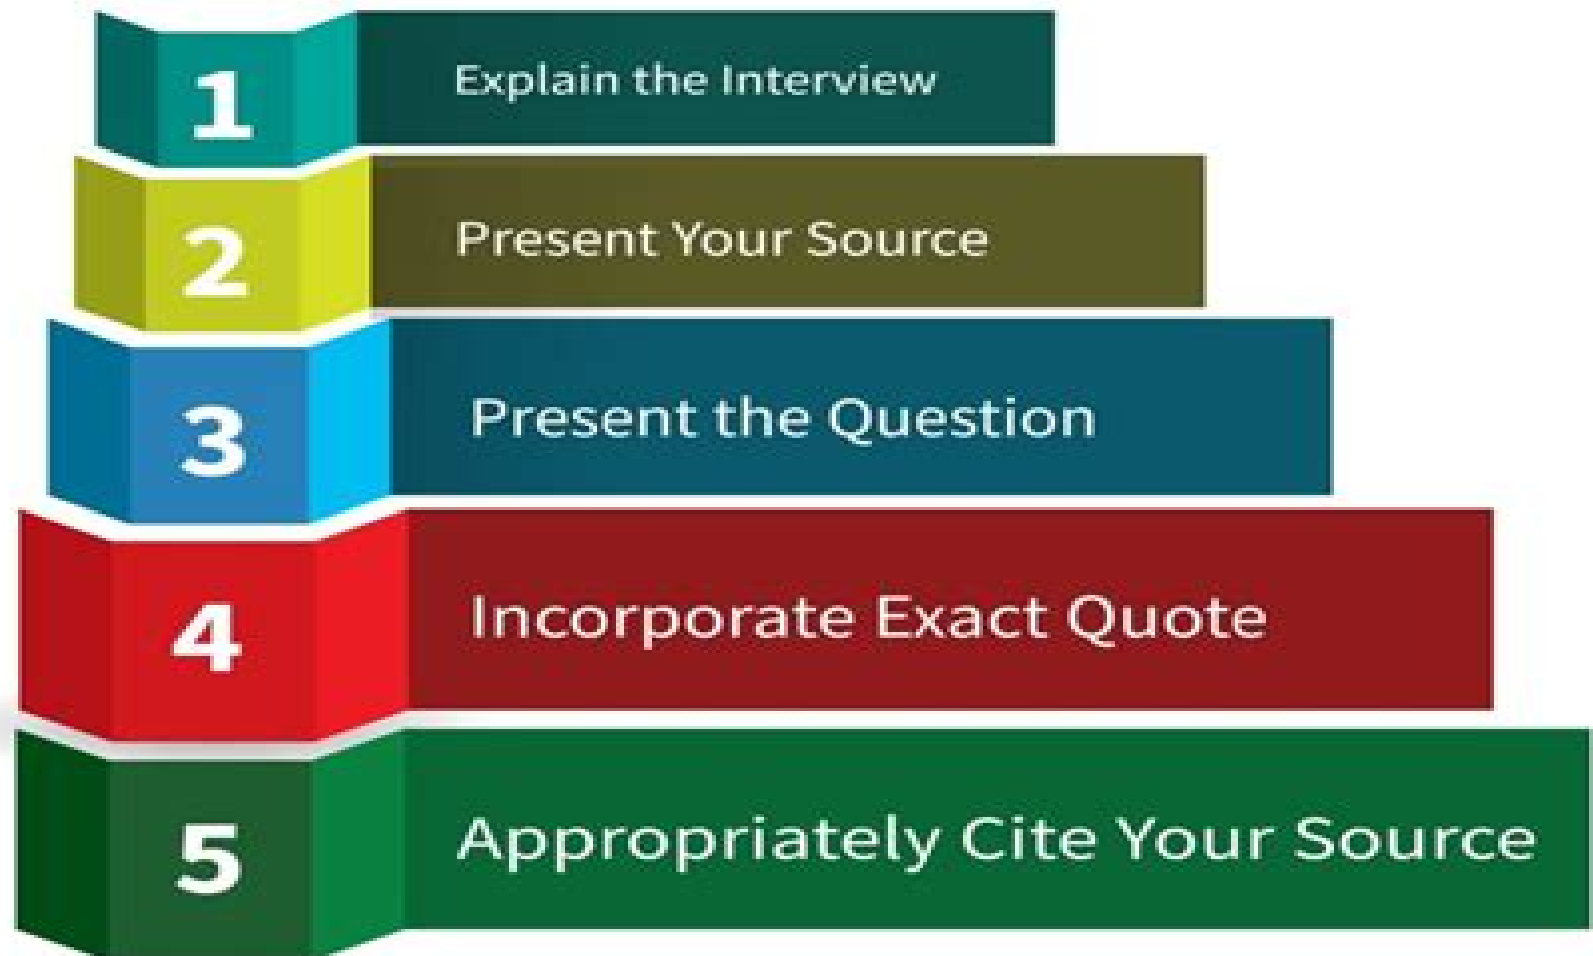 1 Explain the Interview
2 Present Your Source
3 Present the Question
4 Incorporate Exact Quote
5 Appropriately Cite Your Source